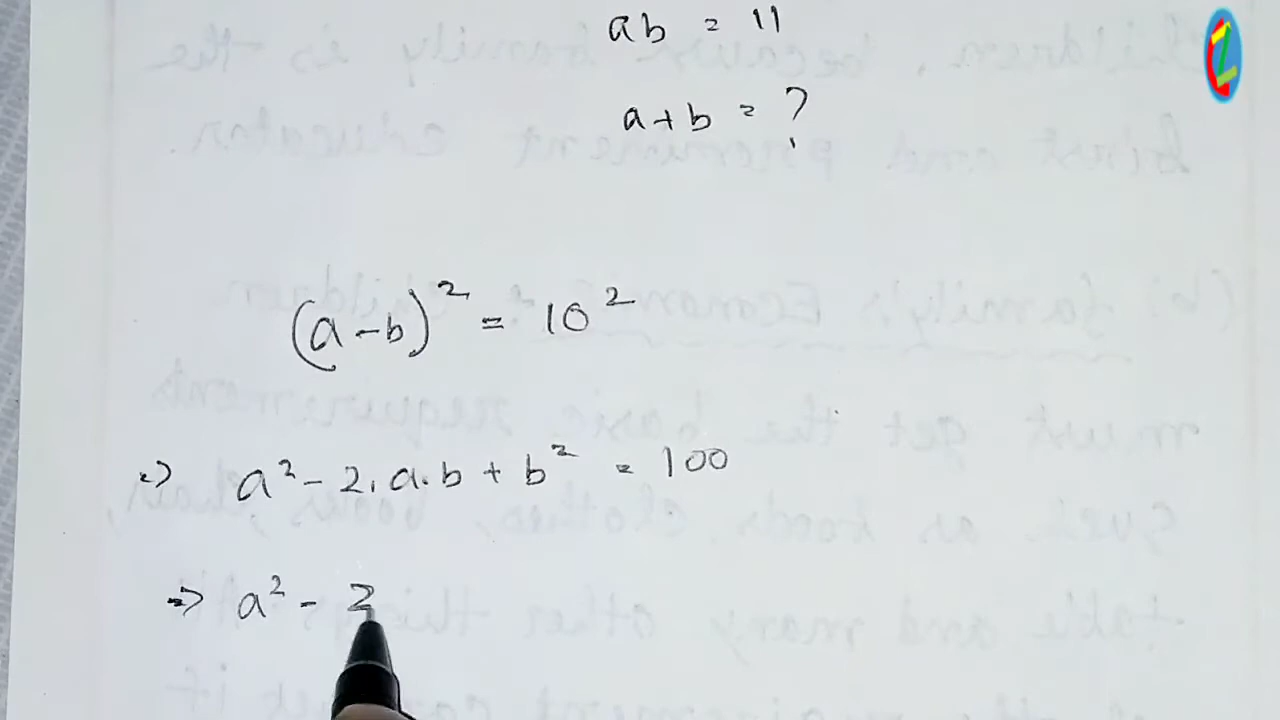 ab = 11
a+b = ?
(a-b)² = 10²
=> a² - 2.a.b + b² = 100
=> a² - 2